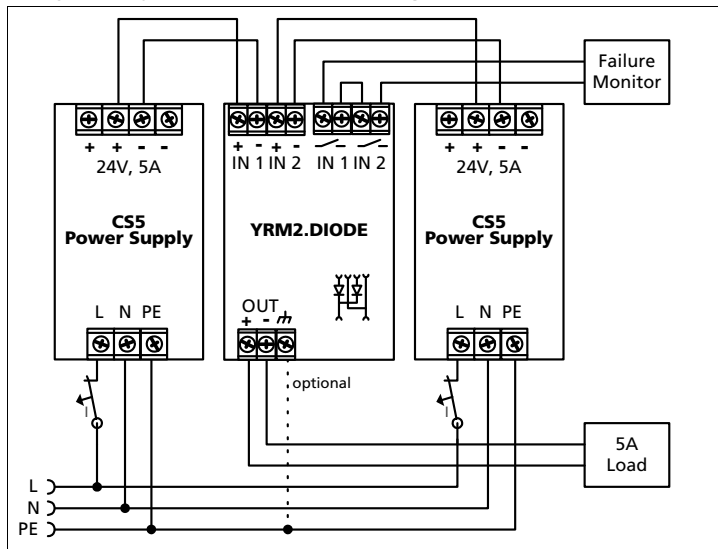 Failure
Monitor
+ + - -
24V, 5A
CS5
Power Supply
L N PE
+ - + -
IN 1 IN 2 IN 1 IN 2
YRM2.DIODE
OUT
+ -
optional
+ + - -
24V, 5A
CS5
Power Supply
L N PE
I
I
5A
Load
L
N
PE